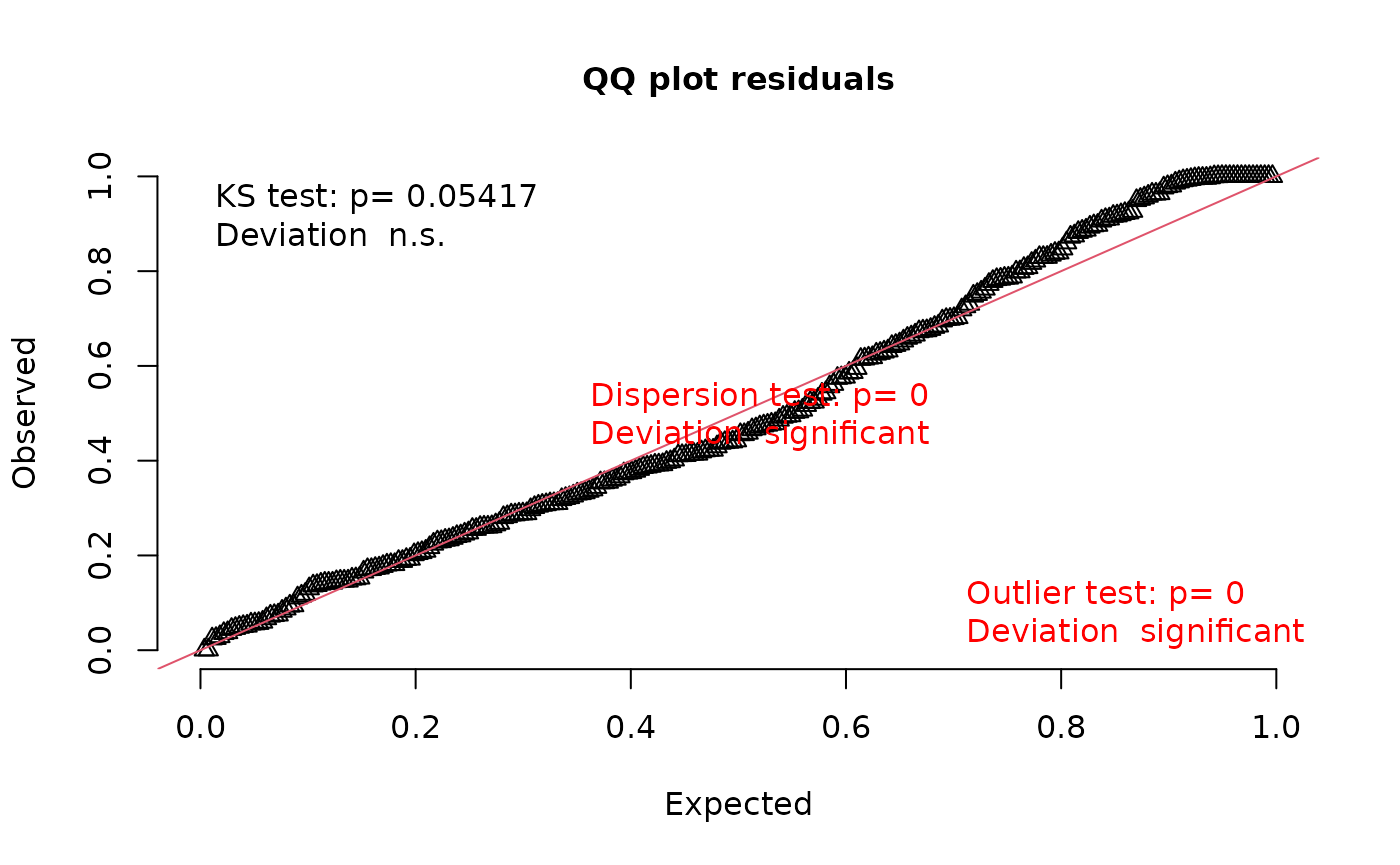 QQ plot residuals
KS test: p= 0.05417
Deviation  n.s.
Dispersion test: p= 0
Deviation  significant
Outlier test: p= 0
Deviation  significant
Observed
0.0
0.2
0.4
0.6
0.8
1.0
0.0 0.2 0.4 0.6 0.8 1.0
Expected